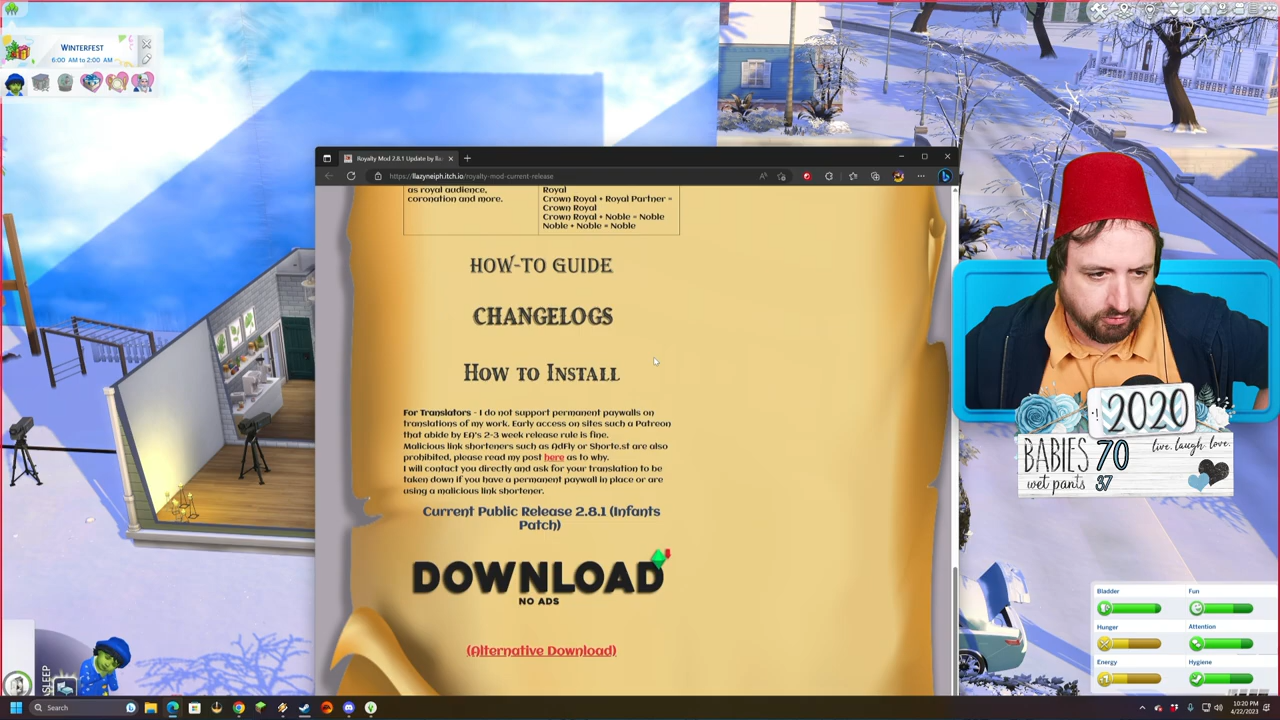 WINTERFEST
6:00 AM to 2:00 AM
Royalty Mod 2.8.1 Update by
https://llazyneiph.itch.io/royalty-mod-current-release
as royal audience,
coronation and more.
Royal
Crown Royal + Royal Partner =
Crown Royal
Crown Royal + Noble = Noble
Noble + Noble = Noble
HOW-TO GUIDE
CHANGELOGS
HOW TO INSTALL
For Translators - I do not support permanent paywalls on
translations of my work. Early access on sites such a Patreon
that abide by EA's 2-3 week release rule is fine.
Malicious link shorteners such as AdFly or Shorte.st are also
prohibited, please read my post here as to why.
I will contact you directly and ask for your translation to be
taken down if you have a permanent paywall in place or are
using a malicious link shortener.
Current Public Release 2.8.1 (Infants
Patch)
DOWNLOAD
NO ADS
(Alternative Download)
2020
BABIES 70
live. laugh. love.
wet pants 37
Bladder
Fun
Hunger
Attention
Energy
Hygiene
ASLEEP
Search
10:20 PM
4/22/2023